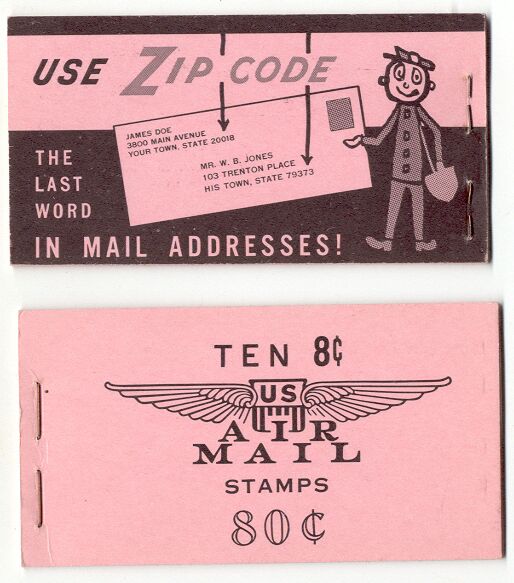 USE ZIP CODE
JAMES DOE
3800 MAIN AVENUE
YOUR TOWN, STATE 20018
MR. W. B. JONES
103 TRENTON PLACE
HIS TOWN, STATE 79373
THE
LAST
WORD
IN MAIL ADDRESSES!
TEN 8¢
US
AIR
MAIL
STAMPS
80¢